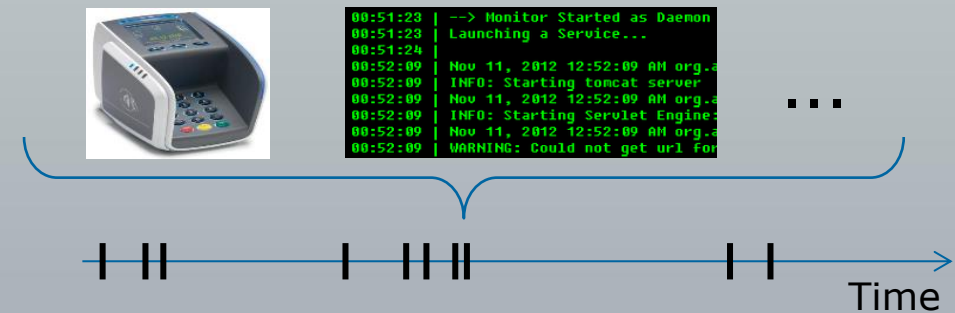 00:51:23 | --> Monitor Started as Daemon
00:51:23 | Launching a Service...
00:51:24 |
00:52:09 | Nov 11, 2012 12:52:09 AM org.a
00:52:09 | INFO: Starting tomcat server
00:52:09 | Nov 11, 2012 12:52:09 AM org.a
00:52:09 | INFO: Starting Servlet Engine:
00:52:09 | Nov 11, 2012 12:52:09 AM org.a
00:52:09 | WARNING: Could not get url for
...
Time